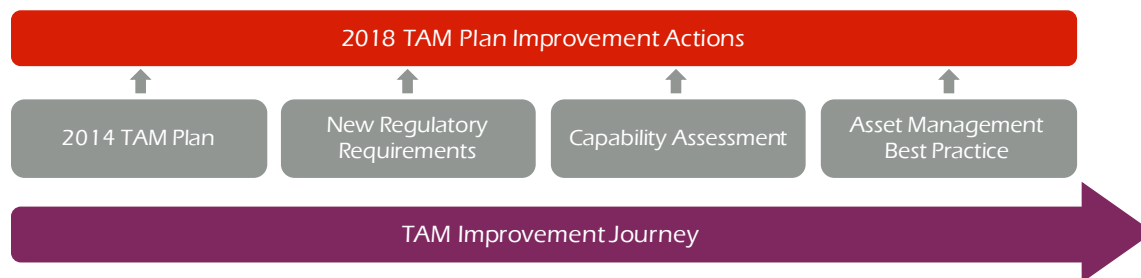 2018 TAM Plan Improvement Actions
2014 TAM Plan
New Regulatory
Requirements
Capability Assessment
Asset Management
Best Practice
TAM Improvement Journey